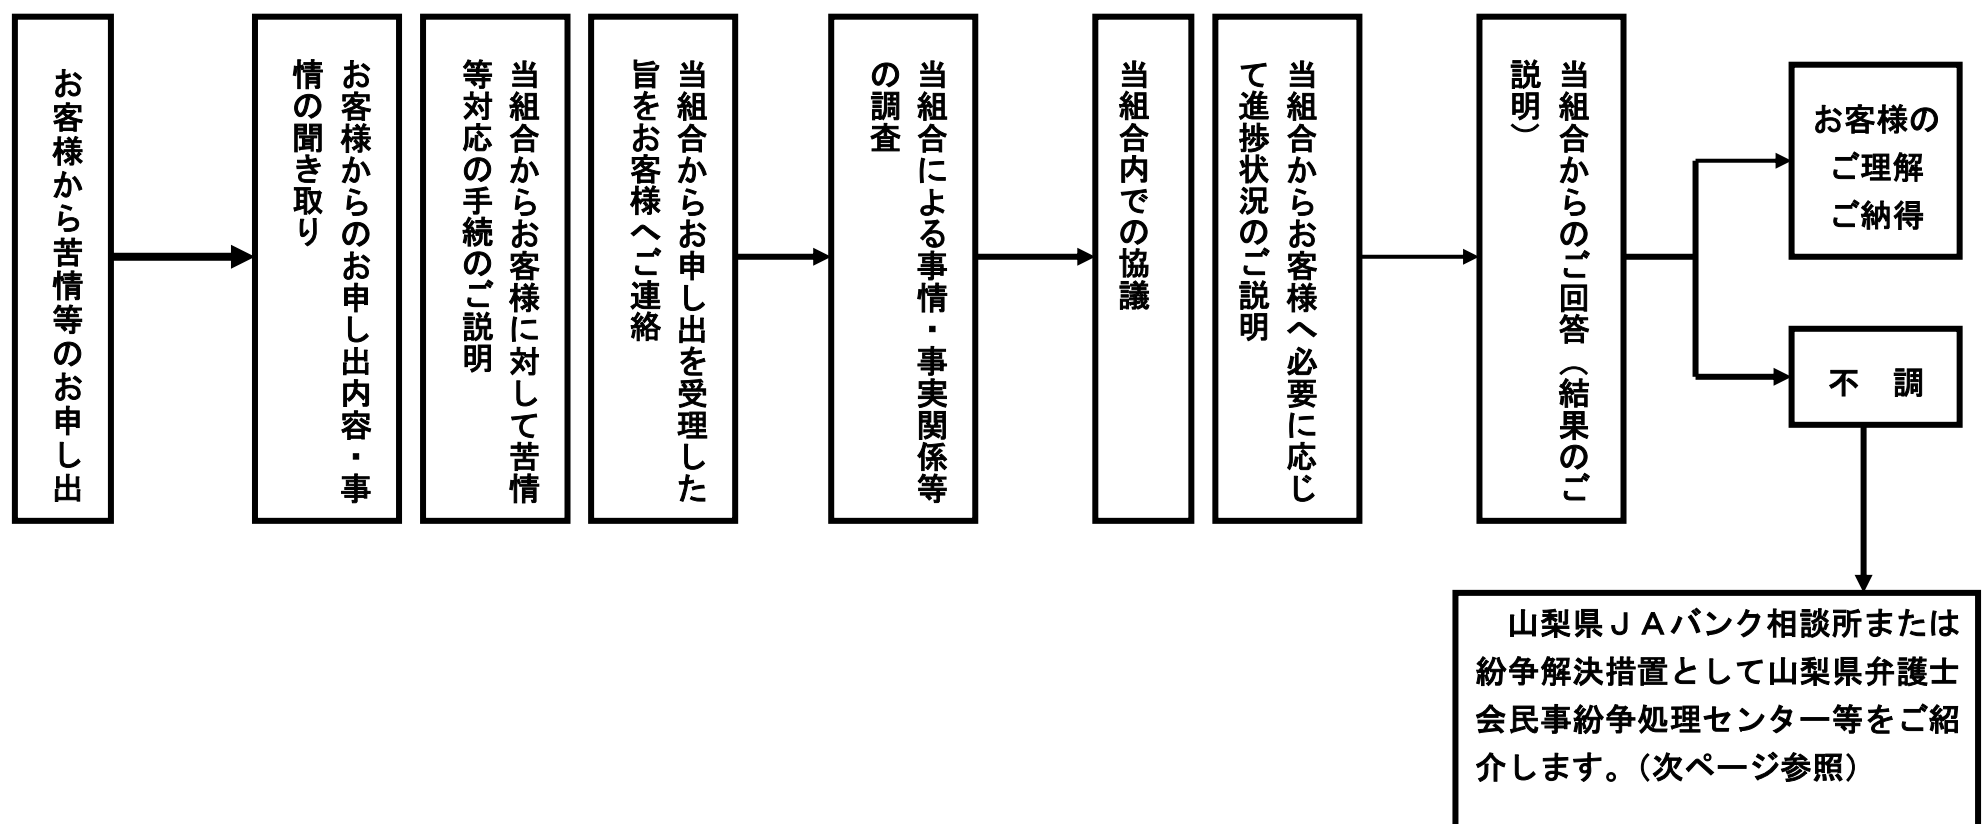 お客様から苦情等のお申し出
お客様からのお申し出内容・事
情の聞き取り
当組合からお客様に対して苦情
等対応の手続のご説明
当組合からお申し出を受理した
旨をお客様へご連絡
当組合による事情・事実関係等
の調査
当組合内での協議
当組合からお客様へ必要に応じ
て進捗状況のご説明
当組合からのご回答（結果のご
説明）
お客様の
ご理解
ご納得
不　調
山梨県ＪＡバンク相談所または
紛争解決措置として山梨県弁護士
会民事紛争処理センター等をご紹
介します。（次ページ参照）